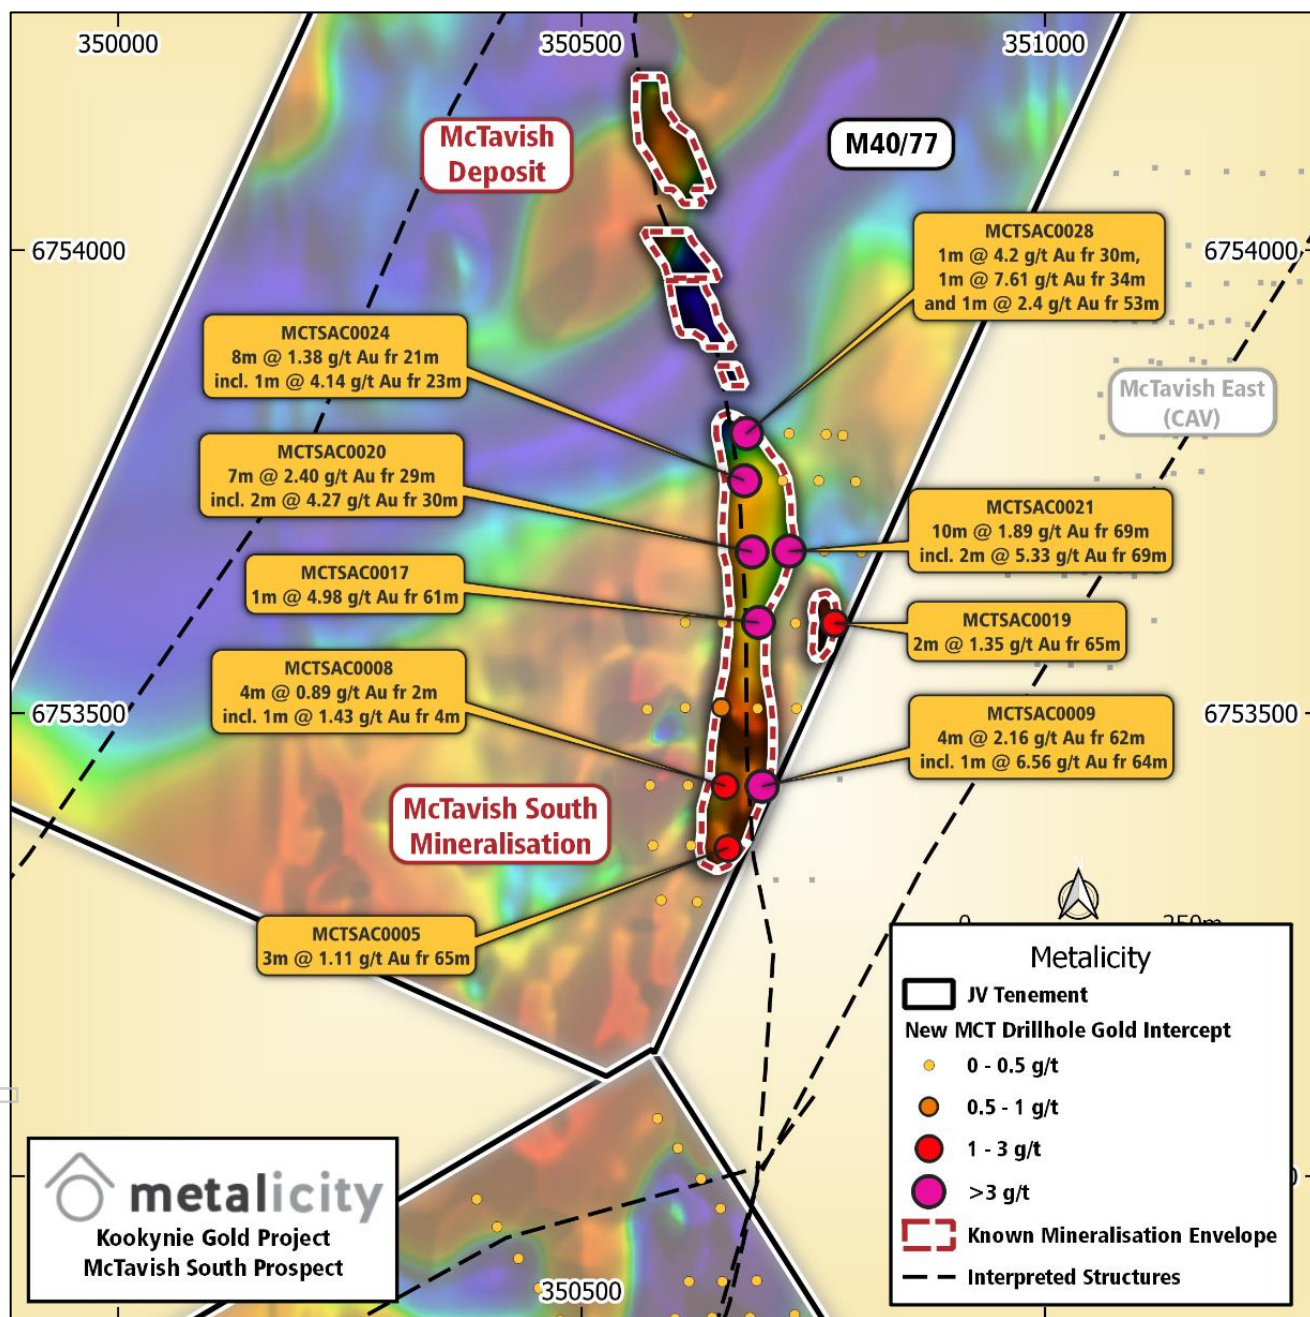 350000
350500
351000
McTavish
Deposit
M40/77
6754000
6754000
MCTSAC0028
1m @ 4.2 g/t Au fr 30m,
1m @ 7.61 g/t Au fr 34m
and 1m @ 2.4 g/t Au fr 53m
MCTSAC0024
8m @ 1.38 g/t Au fr 21m
incl. 1m @ 4.14 g/t Au fr 23m
McTavish East
(CAV)
MCTSAC0020
7m @ 2.40 g/t Au fr 29m
incl. 2m @ 4.27 g/t Au fr 30m
MCTSAC0021
10m @ 1.89 g/t Au fr 69m
incl. 2m @ 5.33 g/t Au fr 69m
MCTSAC0017
1m @ 4.98 g/t Au fr 61m
MCTSAC0019
2m @ 1.35 g/t Au fr 65m
MCTSAC0008
4m @ 0.89 g/t Au fr 2m
incl. 1m @ 1.43 g/t Au fr 4m
6753500
6753500
MCTSAC0009
4m @ 2.16 g/t Au fr 62m
incl. 1m @ 6.56 g/t Au fr 64m
McTavish South
Mineralisation
MCTSAC0005
3m @ 1.11 g/t Au fr 65m
N
Metalicity
JV Tenement
New MCT Drillhole Gold Intercept
0 - 0.5 g/t
0.5 - 1 g/t
1 - 3 g/t
>3 g/t
Known Mineralisation Envelope
Interpreted Structures
metalicity
Kookynie Gold Project
McTavish South Prospect
350500